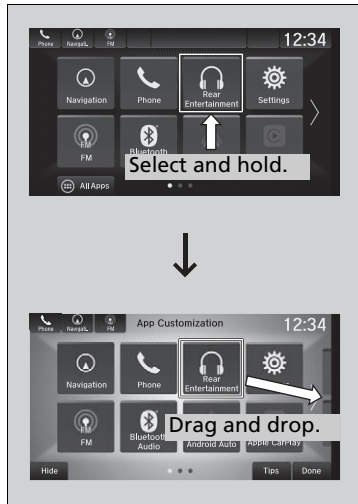 Phone Navigati.. FM 12:34
Navigation Phone Rear Entertainment Settings
FM Bluetooth
Select and hold.
All Apps
Phone Navigati.. FM App Customization 12:34
Navigation Phone Rear Entertainment
FM Bluetooth Audio Android Auto Apple CarPlay
Drag and drop.
Hide Tips Done